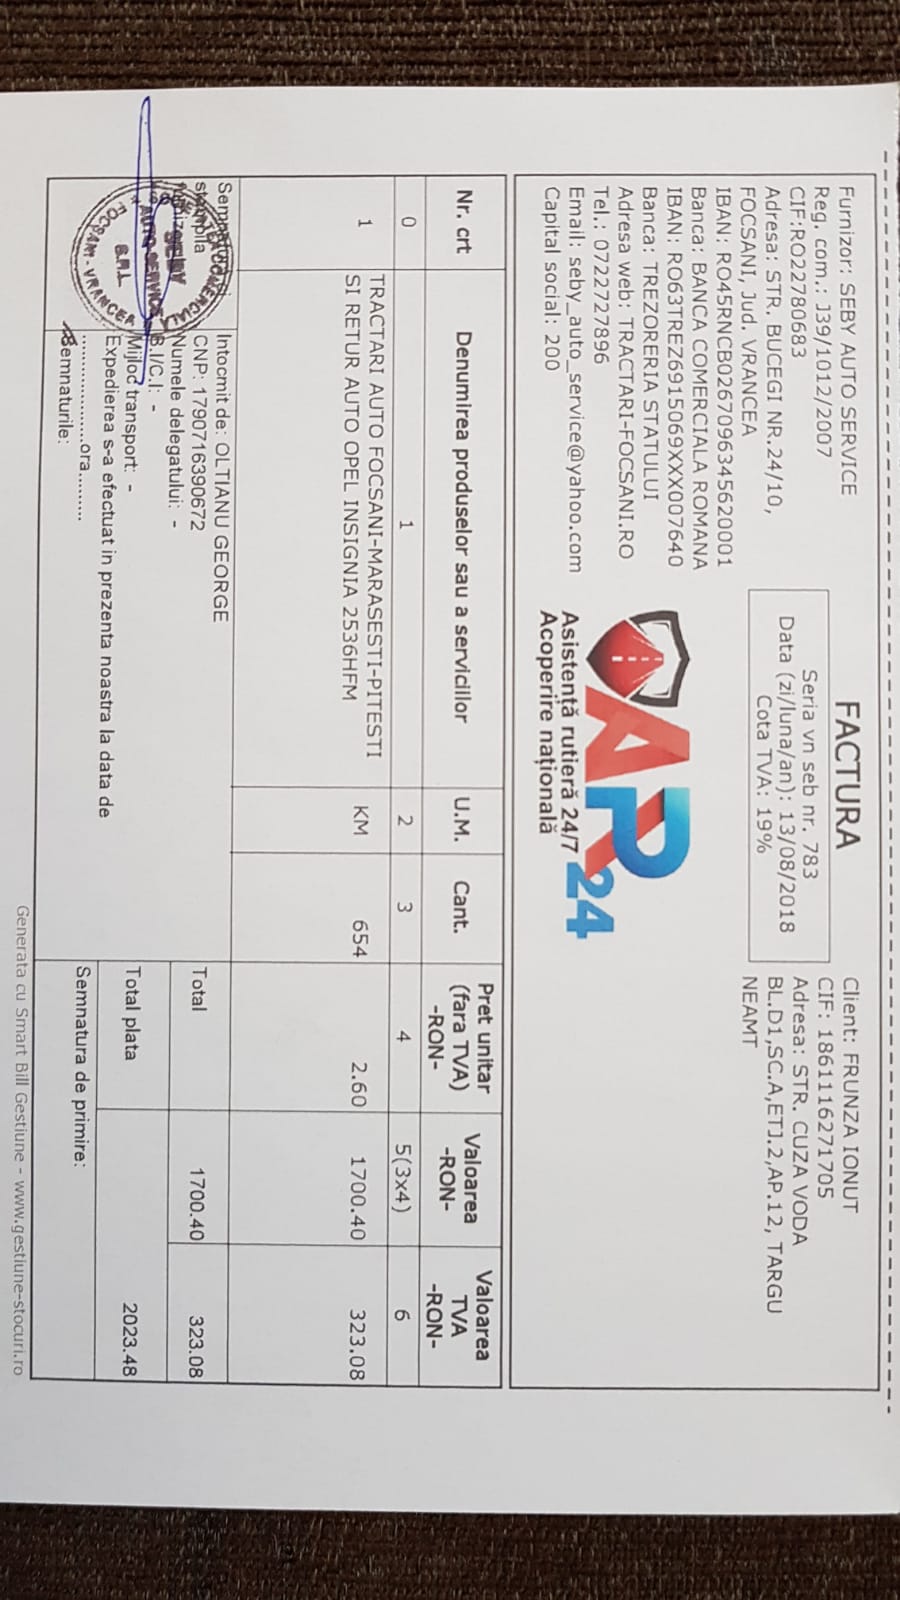 FACTURA
Furnizor: SEBY AUTO SERVICE
Reg. com.: J39/1012/2007
CIF:RO22780683
Adresa: STR. BUCEGI NR.24/10,
FOCSANI, Jud. VRANCEA
IBAN: RO45RNCB0267096345620001
Banca: BANCA COMERCIALA ROMANA
IBAN: RO63TREZ6915069XXX007640
Banca: TREZORERIA STATULUI
Adresa web: TRACTARI-FOCSANI.RO
Tel.: 0722727896
Email: seby_auto_service@yahoo.com
Capital social: 200
Seria vn seb nr. 783
Data (zi/luna/an): 13/08/2018
Cota TVA: 19%
AR24
Asistență rutieră 24/7
Acoperire națională
Client: FRUNZA IONUT
CIF: 1861116271705
Adresa: STR. CUZA VODA
BL.D1,SC.A,ETJ.2,AP.12, TARGU
NEAMT
Nr. crt
Denumirea produselor sau a serviciilor
U.M.
Cant.
Pret unitar
(fara TVA)
-RON-
Valoarea
-RON-
Valoarea
TVA
-RON-
0 1 2 3 4 5(3x4) 6
1 TRACTARI AUTO FOCSANI-MARASESTI-PITESTI
SI RETUR AUTO OPEL INSIGNIA 2536HFM
KM 654 2.60 1700.40 323.08
Intocmit de: OLTIANU GEORGE
CNP: 1790716390672
Numele delegatului: -
B.I/C.I: -
Mijloc transport: -
Expedierea s-a efectuat in prezenta noastra la data de
....................ora.........
Semnaturile:
SEBY
AUTO SERVICE
S.R.L.
FOCSANI - VRANCEA
Total 1700.40 323.08
Total plata 2023.48
Semnatura de primire:
Generata cu Smart Bill Gestiune - www.gestiune-stocuri.ro